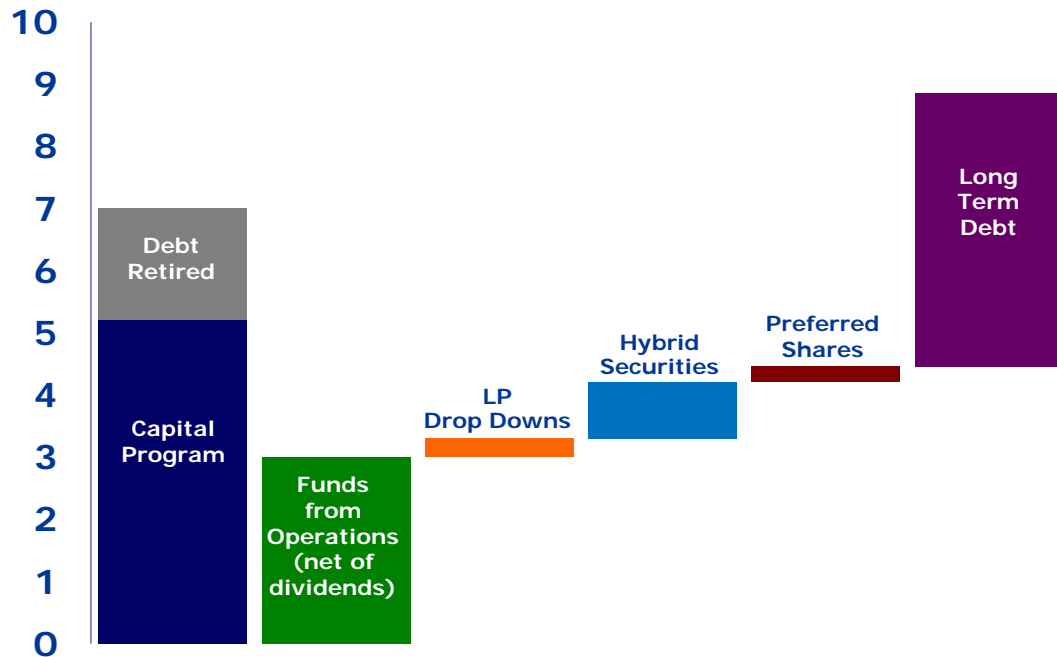 10
9
8
7
6
5
4
3
2
1
0
Debt
Retired
Capital
Program
Funds
from
Operations
(net of
dividends)
LP
Drop Downs
Hybrid
Securities
Preferred
Shares
Long
Term
Debt